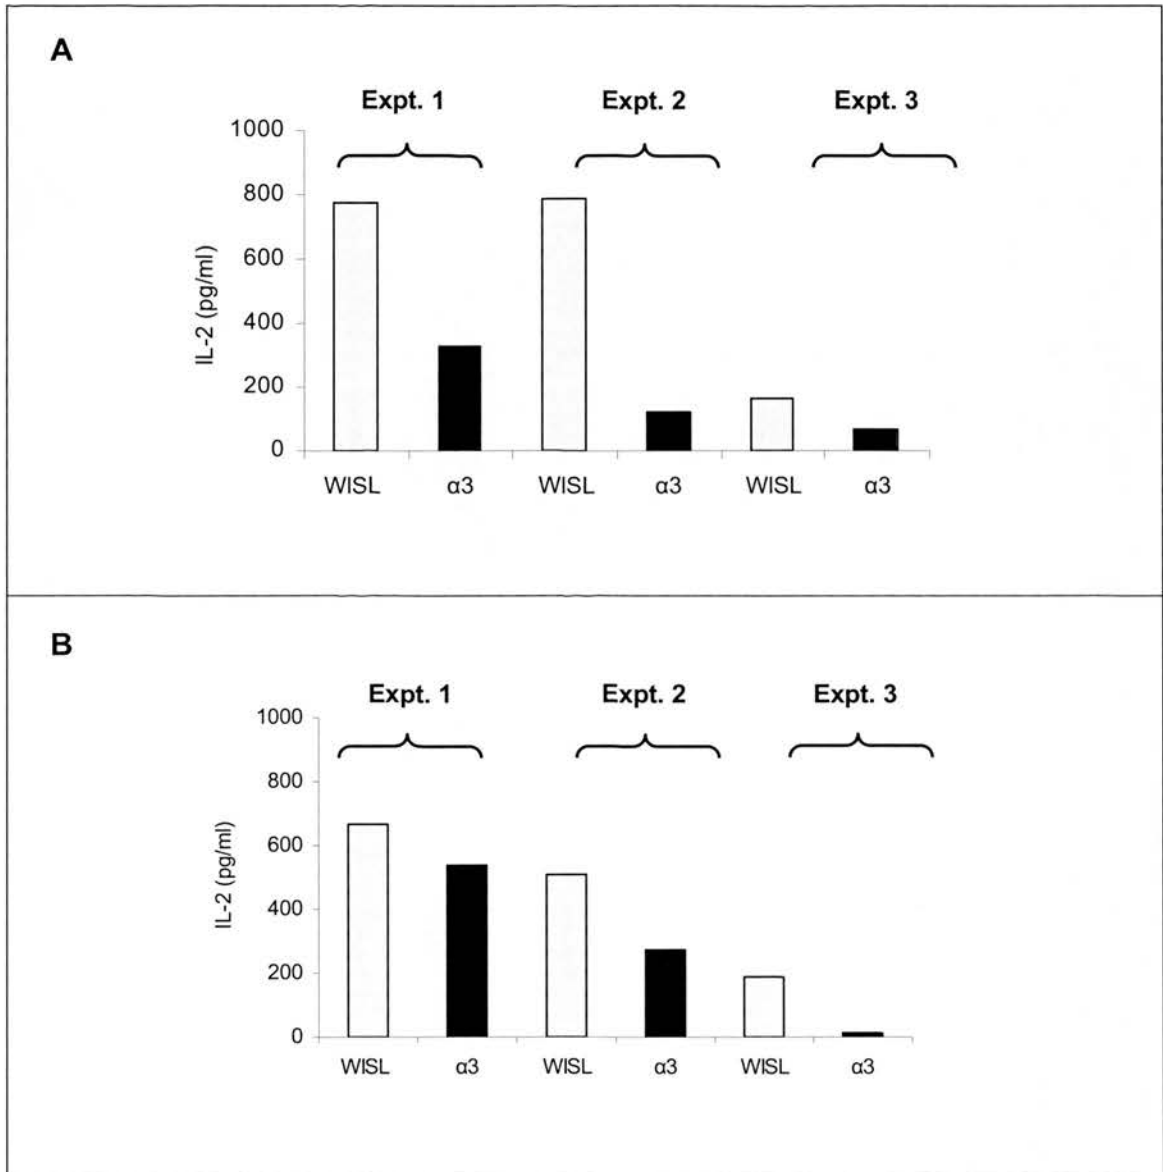 A
Expt. 1 Expt. 2 Expt. 3
1000
800
600
400
200
0
IL-2 (pg/ml)
WISL α3 WISL α3 WISL α3
B
Expt. 1 Expt. 2 Expt. 3
1000
800
600
400
200
0
IL-2 (pg/ml)
WISL α3 WISL α3 WISL α3